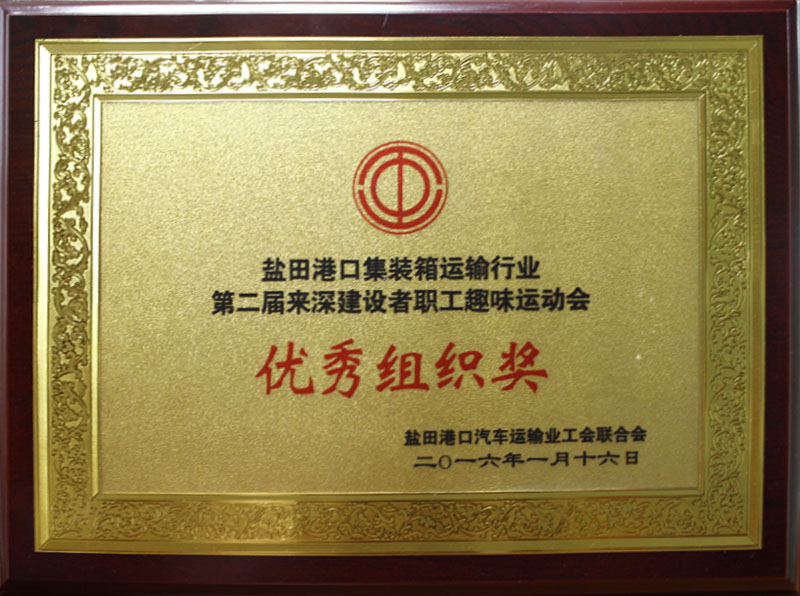 盐田港口集装箱运输行业
第二届来深建设者职工趣味运动会
优秀组织奖
盐田港口汽车运输业工会联合会
二〇一六年一月十六日